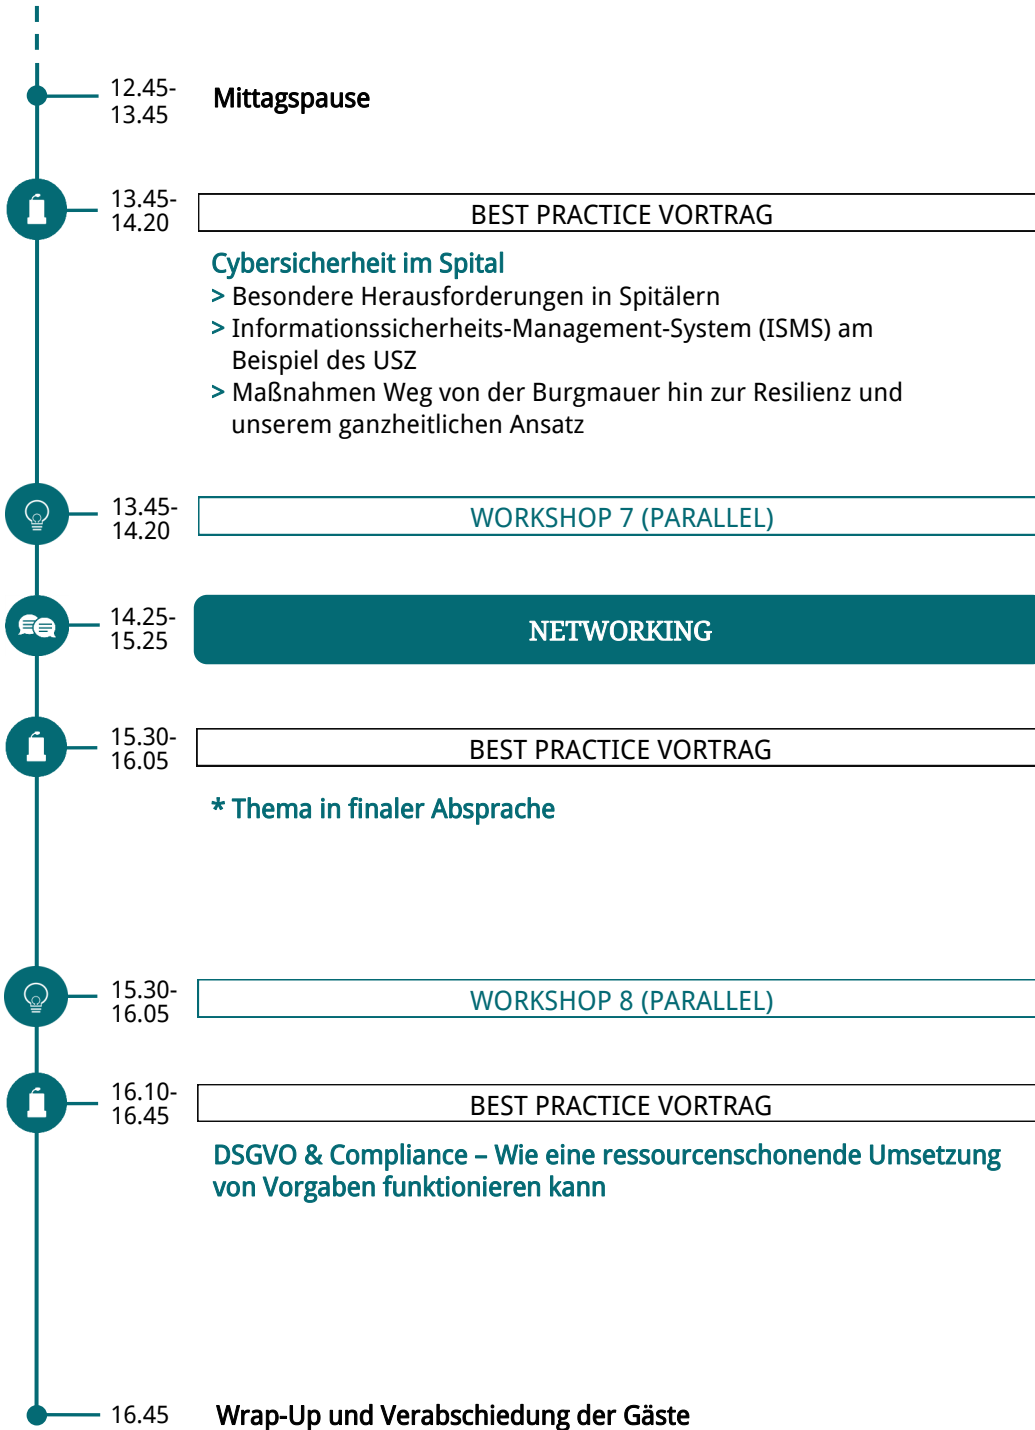 12.45-
13.45
Mittagspause
13.45-
14.20
BEST PRACTICE VORTRAG
Cybersicherheit im Spital
> Besondere Herausforderungen in Spitälern
> Informationssicherheits-Management-System (ISMS) am
Beispiel des USZ
> Maßnahmen Weg von der Burgmauer hin zur Resilienz und
unserem ganzheitlichen Ansatz
13.45-
14.20
WORKSHOP 7 (PARALLEL)
14.25-
15.25
NETWORKING
15.30-
16.05
BEST PRACTICE VORTRAG
* Thema in finaler Absprache
15.30-
16.05
WORKSHOP 8 (PARALLEL)
16.10-
16.45
BEST PRACTICE VORTRAG
DSGVO & Compliance – Wie eine ressourcenschonende Umsetzung
von Vorgaben funktionieren kann
16.45
Wrap-Up und Verabschiedung der Gäste